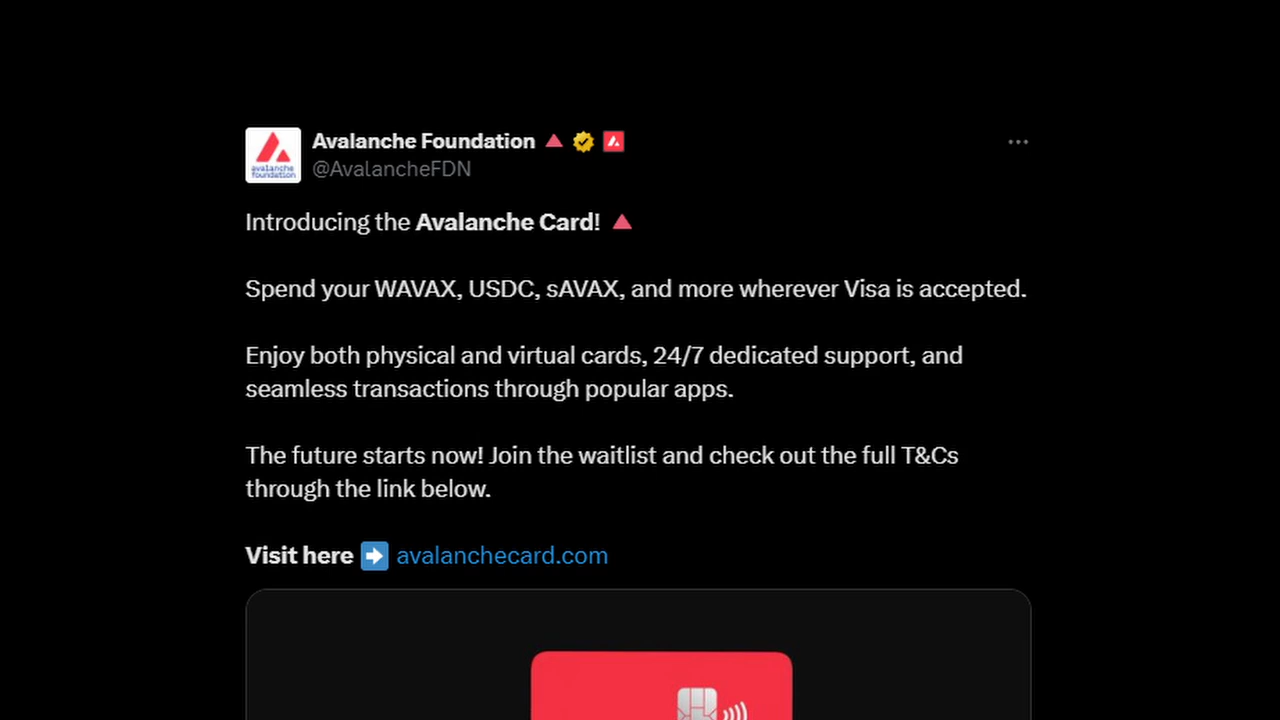 Avalanche Foundation
@AvalancheFDN
avalanche
foundation
Introducing the Avalanche Card!
Spend your WAVAX, USDC, sAVAX, and more wherever Visa is accepted.
Enjoy both physical and virtual cards, 24/7 dedicated support, and
seamless transactions through popular apps.
The future starts now! Join the waitlist and check out the full T&Cs
through the link below.
Visit here ➡️ avalanchecard.com